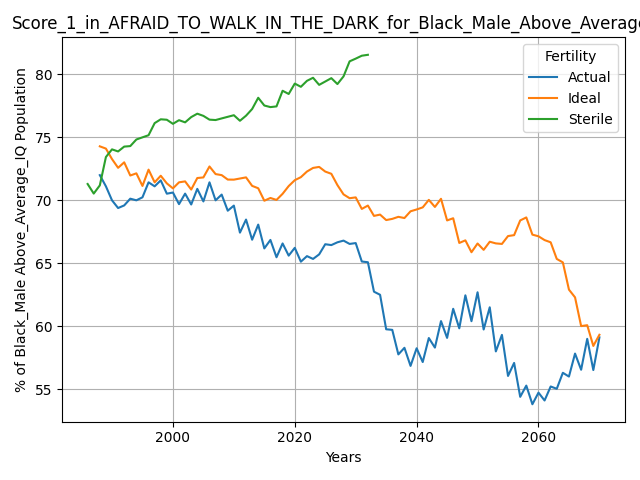 Score_1_in_AFRAID_TO_WALK_IN_THE_DARK_for_Black_Male_Above_Average
% of Black_Male Above_Average_IQ Population
80
75
70
65
60
55
Fertility
Actual
Ideal
Sterile
2000
2020
2040
2060
Years